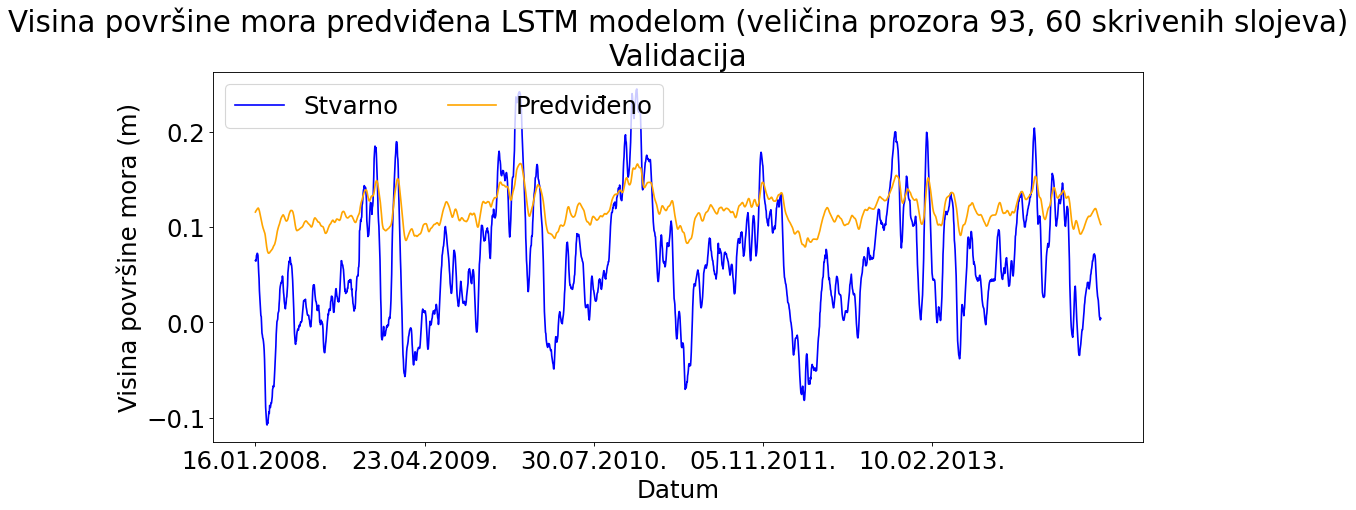 Visina površine mora predviđena LSTM modelom (veličina prozora 93, 60 skrivenih slojeva)
Validacija
Stvarno
Predviđeno
Visina površine mora (m)
0.2
0.1
0.0
−0.1
16.01.2008.
23.04.2009.
30.07.2010.
05.11.2011.
10.02.2013.
Datum